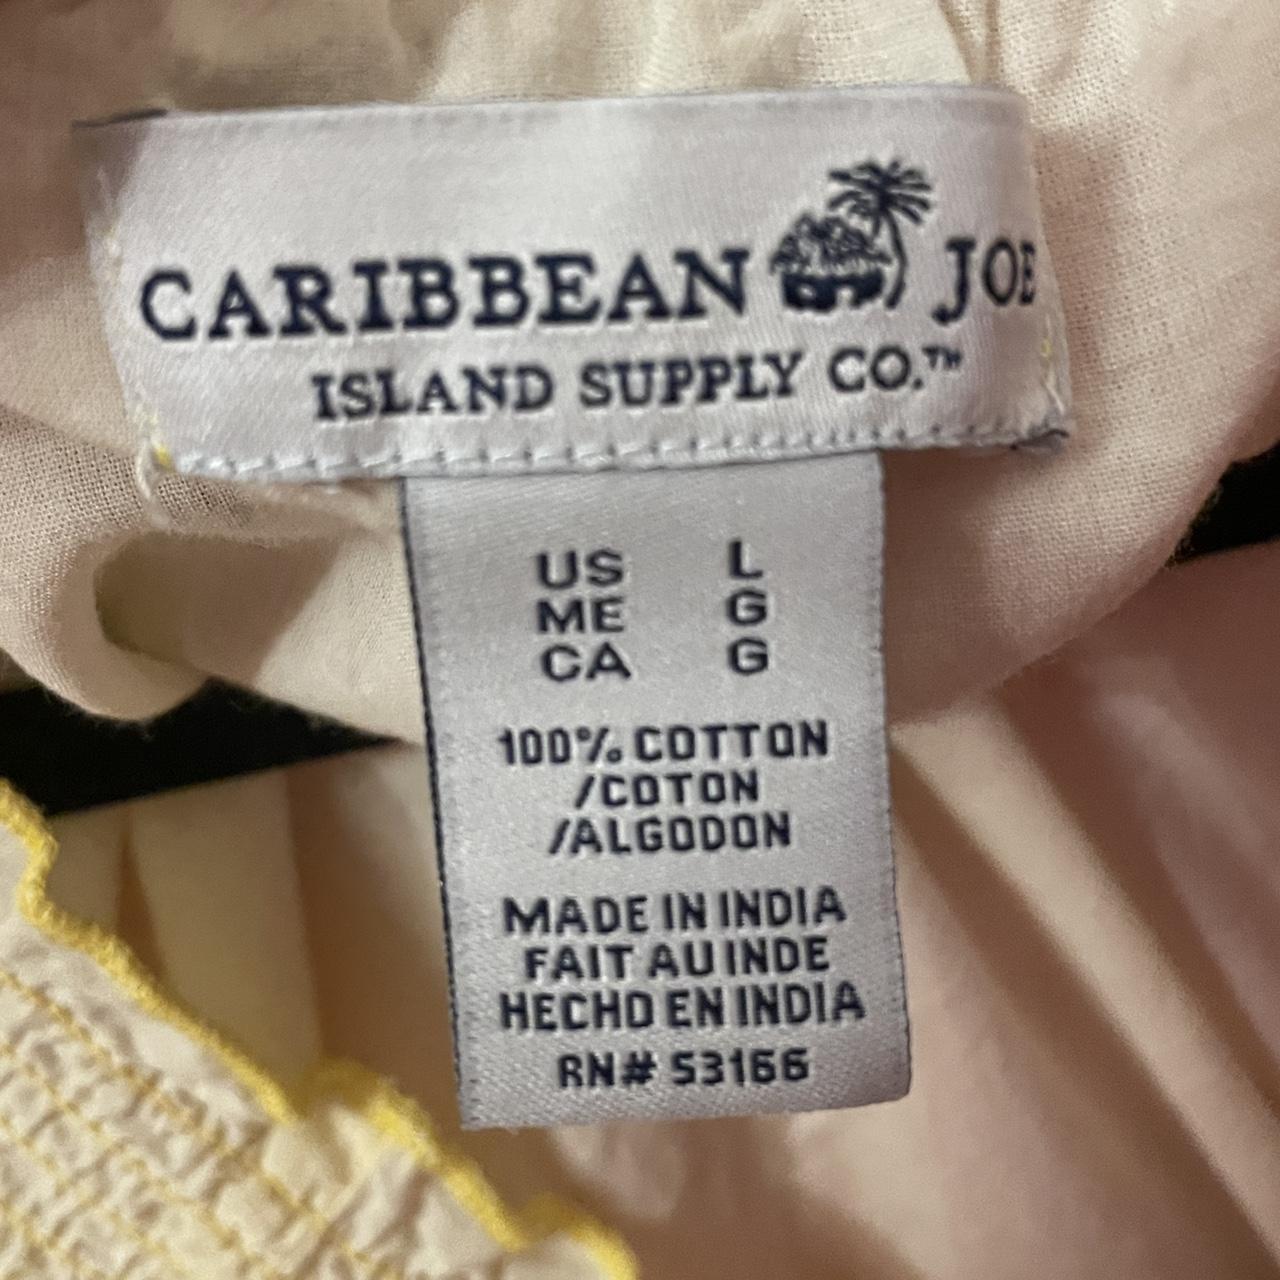 CARIBBEAN JOE
ISLAND SUPPLY CO.™
US L
ME G
CA G
100% COTTON
/COTON
/ALGODON
MADE IN INDIA
FAIT AU INDE
HECHO EN INDIA
RN# 53166